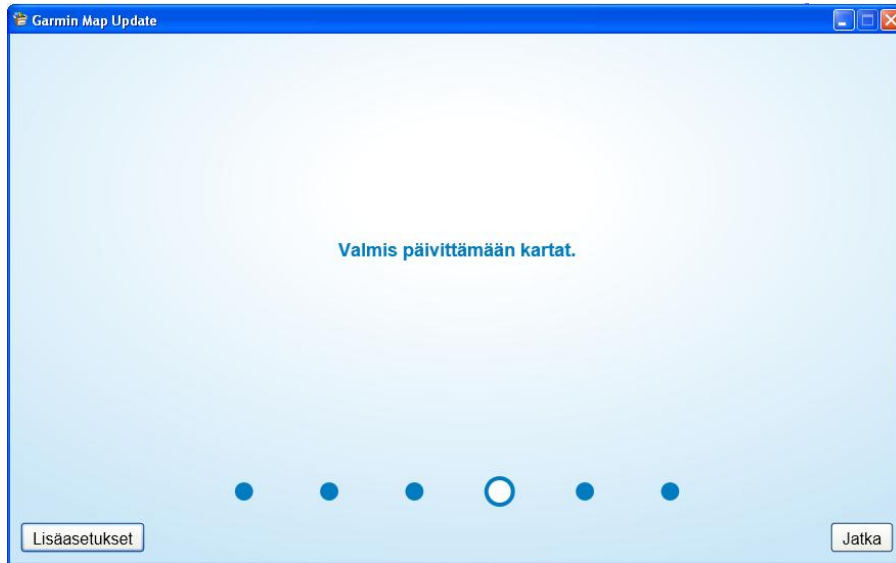 Garmin Map Update
Valmis päivittämään kartat.
Lisäasetukset
Jatka